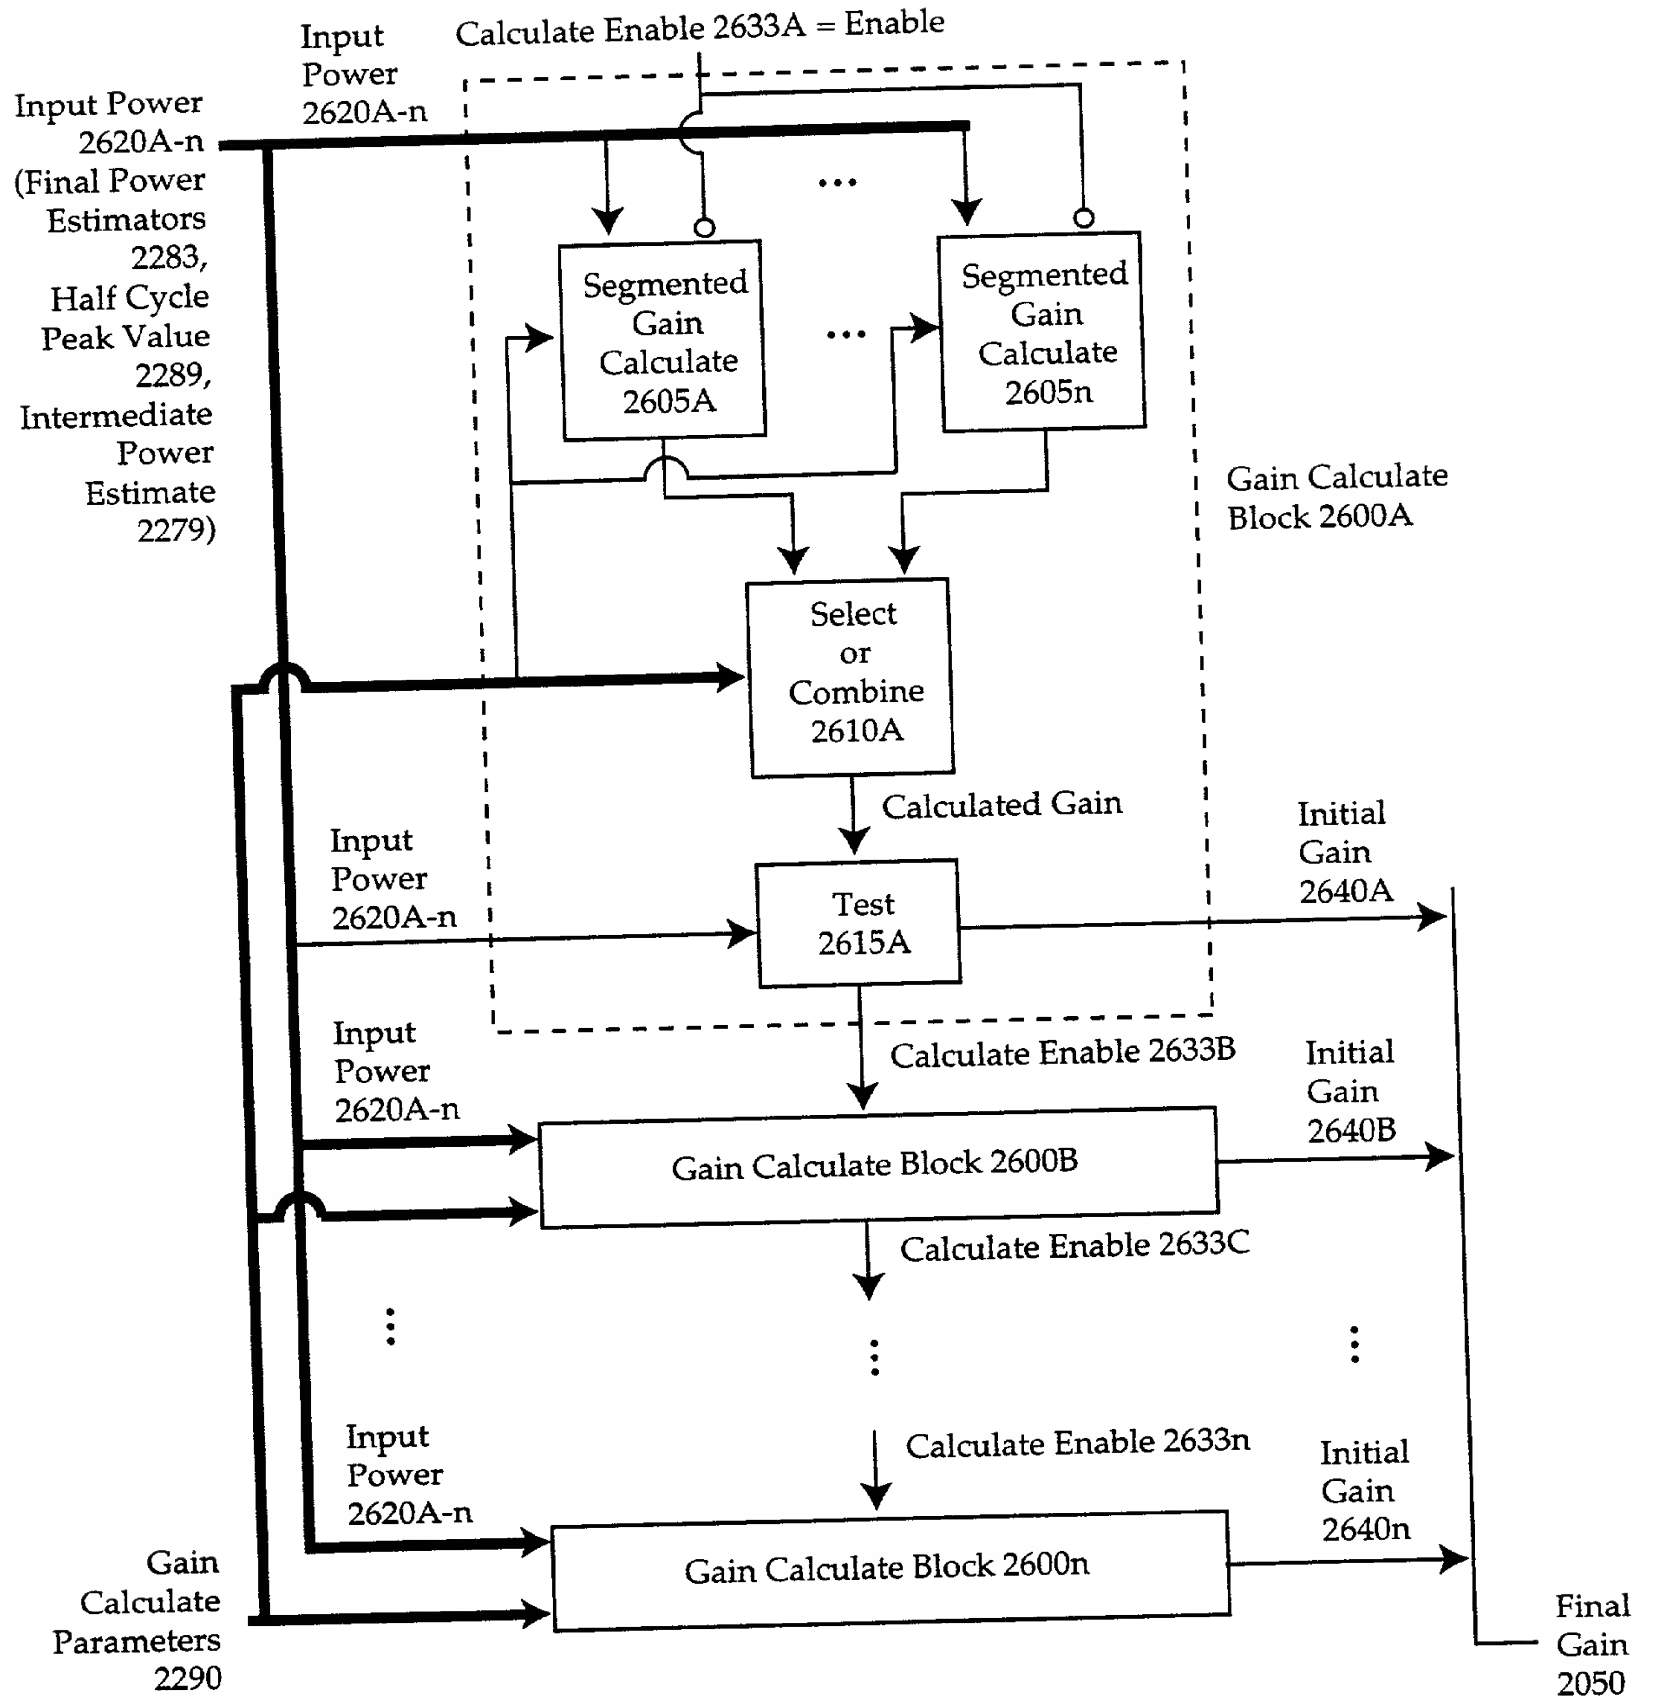 Calculate Enable 2633A = Enable
Input
Power
2620A-n
Input Power
2620A-n
(Final Power
Estimators
2283,
Half Cycle
Peak Value
2289,
Intermediate
Power
Estimate
2279)
...
Segmented
Gain
Calculate
2605A
...
Segmented
Gain
Calculate
2605n
Gain Calculate
Block 2600A
Select
or
Combine
2610A
Calculated Gain
Input
Power
2620A-n
Test
2615A
Initial
Gain
2640A
Input
Power
2620A-n
Calculate Enable 2633B
Initial
Gain
2640B
Gain Calculate Block 2600B
Calculate Enable 2633C
Input
Power
2620A-n
Calculate Enable 2633n
Initial
Gain
2640n
Gain Calculate Block 2600n
Gain
Calculate
Parameters
2290
Final
Gain
2050